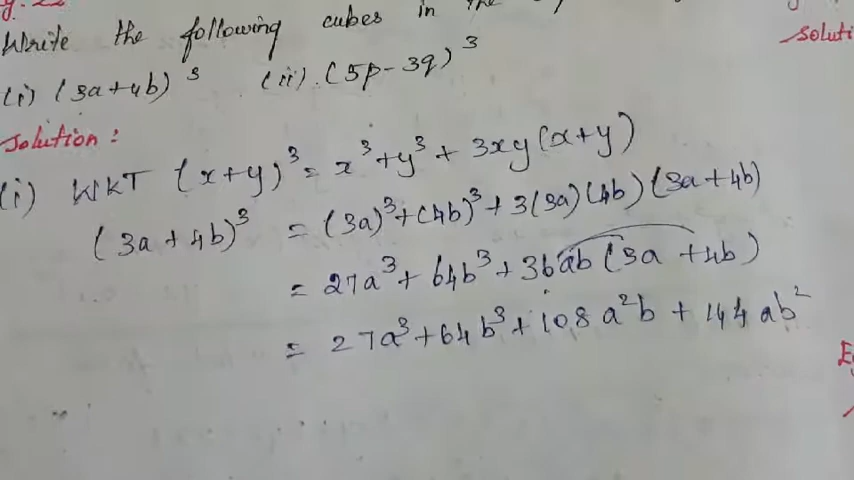 Write the following cubes in the
(i) (3a+4b)³ (ii) (5p-3q)³
Solution:
(i) WKT (x+y)³ = x³+y³+3xy(x+y)
(3a+4b)³ = (3a)³+(4b)³+3(3a)(4b)(3a+4b)
= 27a³+64b³+36ab(3a+4b)
= 27a³+64b³+108a²b+144ab²